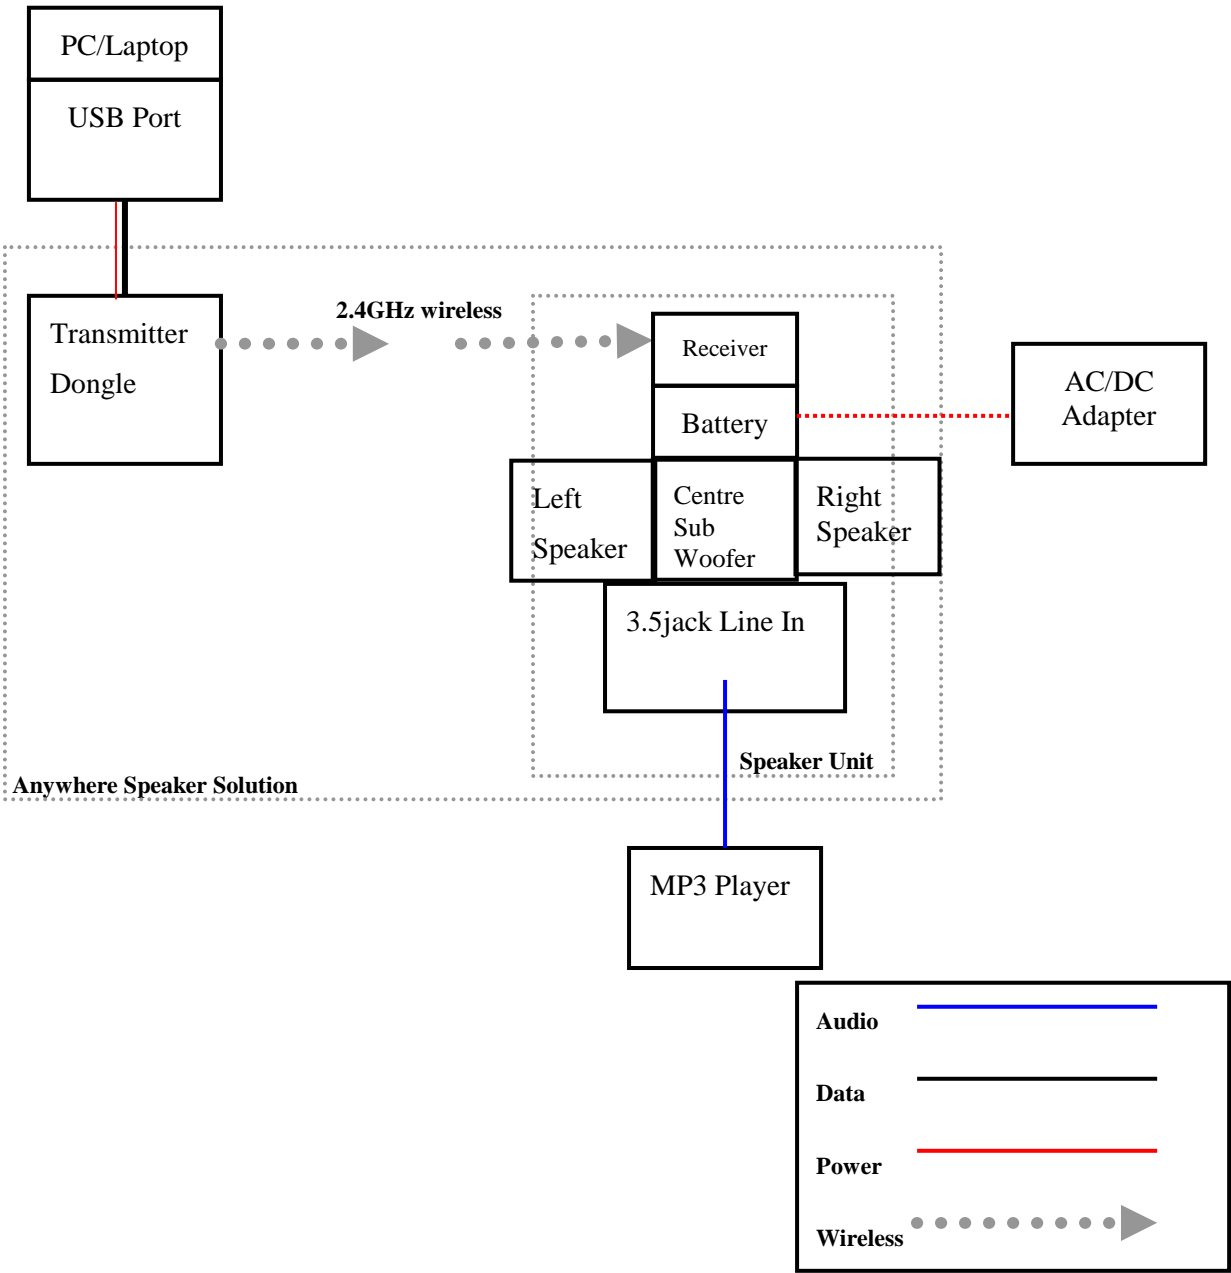 PC/Laptop
USB Port
Transmitter
Dongle
2.4GHz wireless
Receiver
Battery
AC/DC
Adapter
Left
Speaker
Centre
Sub
Woofer
Right
Speaker
3.5jack Line In
Speaker Unit
Anywhere Speaker Solution
MP3 Player
Audio
Data
Power
Wireless